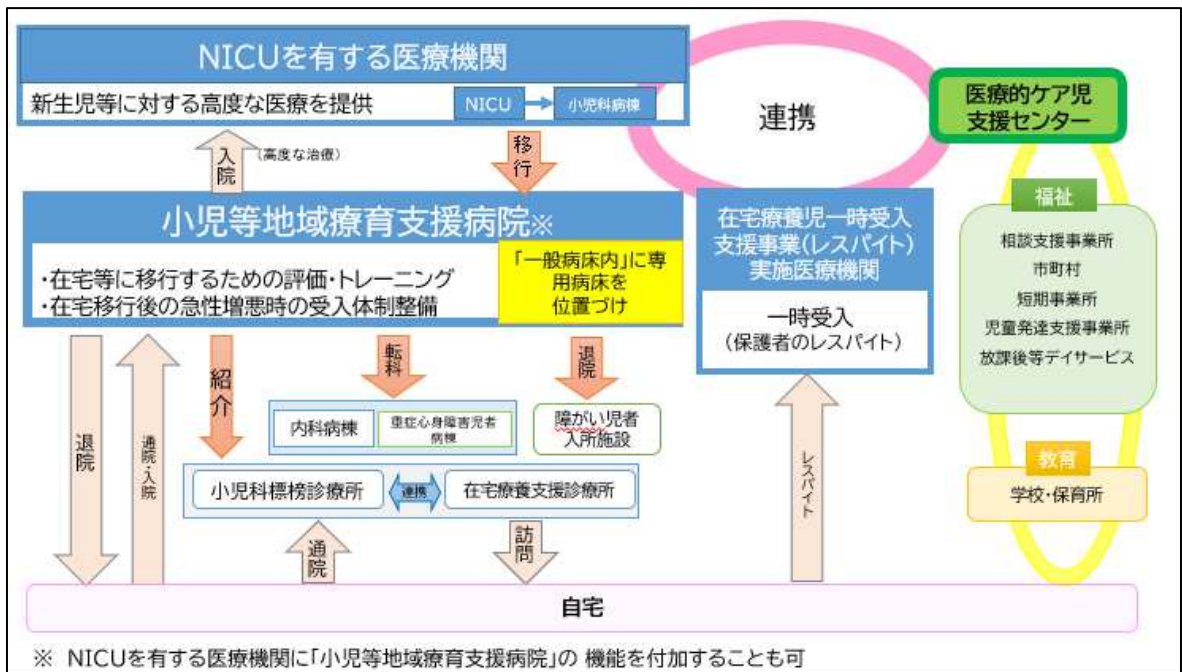 NICUを有する医療機関
新生児等に対する高度な医療を提供
NICU
小児科病棟
連携
医療的ケア児
支援センター
入院
(高度な治療)
移行
小児等地域療育支援病院※
・在宅等に移行するための評価・トレーニング
・在宅移行後の急性増悪時の受入体制整備
「一般病床内」に専
用病床を
位置づけ
在宅療養児一時受入
支援事業(レスパイト)
実施医療機関
一時受入
(保護者のレスパイト)
福祉
相談支援事業所
市町村
短期事業所
児童発達支援事業所
放課後等デイサービス
退院
通院・入院
紹介
転科
退院
内科病棟
重症心身障害児者
病棟
障がい児者
入所施設
小児科標榜診療所
連携
在宅療養支援診療所
レスパイト
教育
学校・保育所
通院
訪問
自宅
※ NICUを有する医療機関に「小児等地域療育支援病院」の 機能を付加することも可